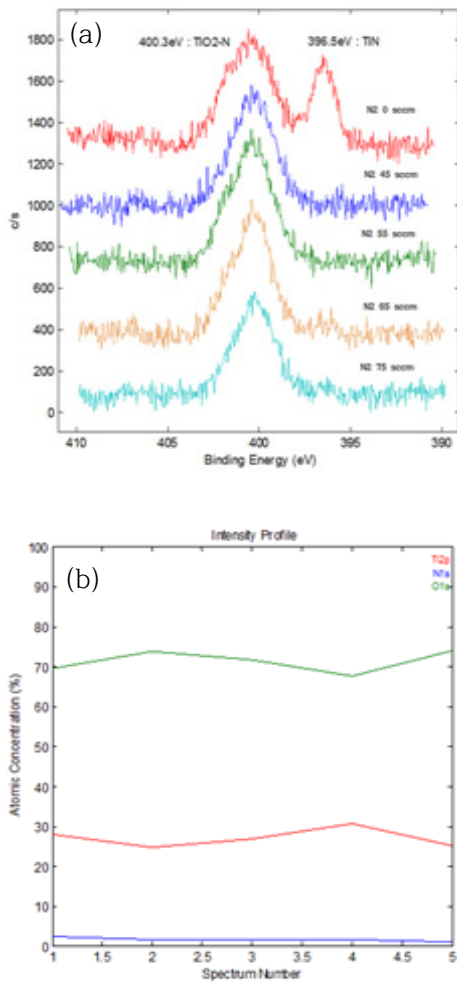 (a)
400.3eV : TiO2-N 396.5eV : TiN
1800
1600
1400
1200
1000
800
600
400
200
0
c/s
N2 0 sccm
N2 45 sccm
N2 55 sccm
N2 65 sccm
N2 75 sccm
410 405 400 395 390
Binding Energy (eV)
Intensity Profile
(b)
Ti2p
N1s
O1s
100
90
80
70
60
50
40
30
20
10
0
Atomic Concentration (%)
1 1.5 2 2.5 3 3.5 4 4.5 5
Spectrum Number